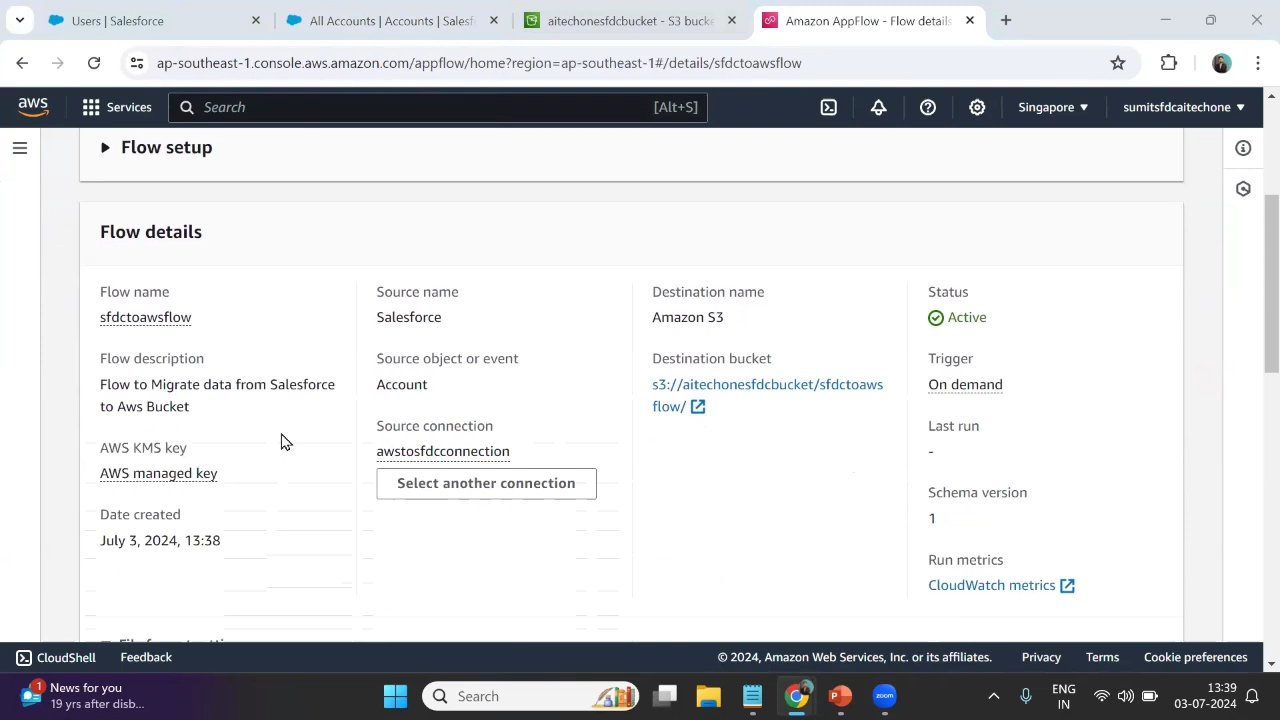 Users | Salesforce
All Accounts | Accounts | Salesf
aitechonesfdcbucket - S3 bucke
Amazon AppFlow - Flow details
ap-southeast-1.console.aws.amazon.com/appflow/home?region=ap-southeast-1#/details/sfdctoawsflow
aws
Services
Search
[Alt+S]
Singapore
sumitsfdcaitechone
Flow setup
Flow details
Flow name
sfdctoawsflow
Flow description
Flow to Migrate data from Salesforce
to Aws Bucket
AWS KMS key
AWS managed key
Date created
July 3, 2024, 13:38
Source name
Salesforce
Source object or event
Account
Source connection
awstosfdcconnection
Select another connection
Destination name
Amazon S3
Destination bucket
s3://aitechonesfdcbucket/sfdctoaws
flow/
Status
Active
Trigger
On demand
Last run
-
Schema version
1
Run metrics
CloudWatch metrics
CloudShell
Feedback
© 2024, Amazon Web Services, Inc. or its affiliates.
Privacy
Terms
Cookie preferences
1
News for you
19 yrs after disb...
Search
zoom
ENG
IN
13:39
03-07-2024